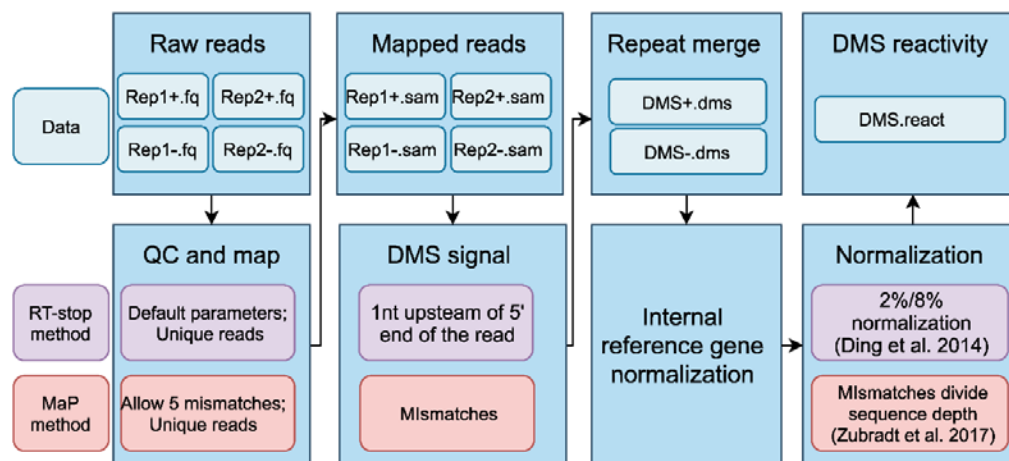 Raw reads
Mapped reads
Repeat merge
DMS reactivity
Data
Rep1+.fq
Rep2+.fq
Rep1-.fq
Rep2-.fq
Rep1+.sam
Rep2+.sam
Rep1-.sam
Rep2-.sam
DMS+.dms
DMS-.dms
DMS.react
QC and map
DMS signal
Internal
reference gene
normalization
Normalization
RT-stop
method
Default parameters;
Unique reads
1nt upsteam of 5'
end of the read
2%/8%
normalization
(Ding et al. 2014)
MaP
method
Allow 5 mismatches;
Unique reads
MIsmatches
MIsmatches divide
sequence depth
(Zubradt et al. 2017)